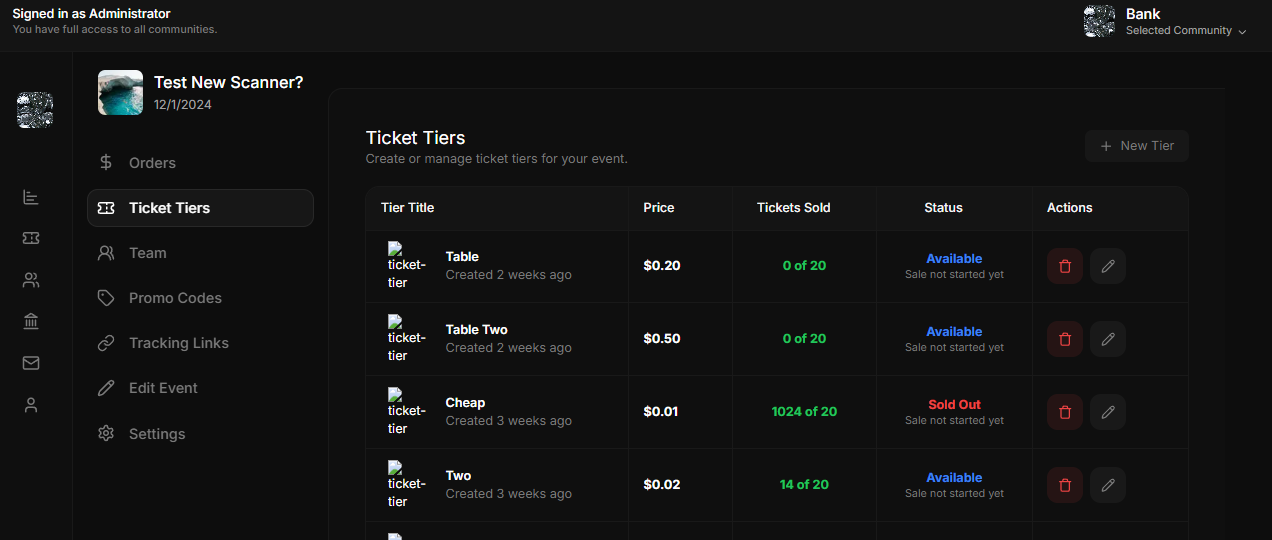 Signed in as Administrator
You have full access to all communities.
Bank
Selected Community
Test New Scanner?
12/1/2024
Orders
Ticket Tiers
Team
Promo Codes
Tracking Links
Edit Event
Settings
Ticket Tiers
Create or manage ticket tiers for your event.
+ New Tier
Tier Title Price Tickets Sold Status Actions
ticket-
tier
Table
Created 2 weeks ago
$0.20
0 of 20
Available
Sale not started yet
ticket-
tier
Table Two
Created 2 weeks ago
$0.50
0 of 20
Available
Sale not started yet
ticket-
tier
Cheap
Created 3 weeks ago
$0.01
1024 of 20
Sold Out
Sale not started yet
ticket-
tier
Two
Created 3 weeks ago
$0.02
14 of 20
Available
Sale not started yet